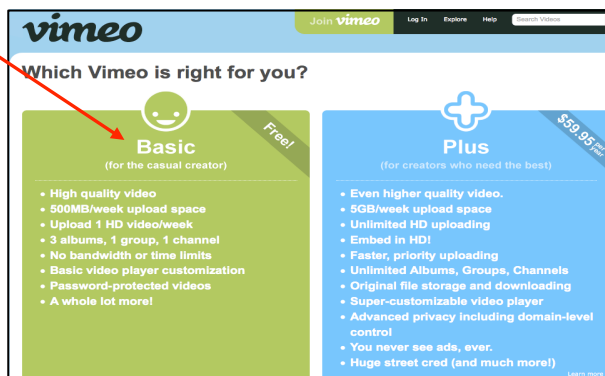 vimeo
Join vimeo
Log In Explore Help Search Videos
Which Vimeo is right for you?
Free!
Basic
(for the casual creator)
• High quality video
• 500MB/week upload space
• Upload 1 HD video/week
• 3 albums, 1 group, 1 channel
• No bandwidth or time limits
• Basic video player customization
• Password-protected videos
• A whole lot more!
$59.95 per year
Plus
(for creators who need the best)
• Even higher quality video.
• 5GB/week upload space
• Unlimited HD uploading
• Embed in HD!
• Faster, priority uploading
• Unlimited Albums, Groups, Channels
• Original file storage and downloading
• Super-customizable video player
• Advanced privacy including domain-level
control
• You never see ads, ever.
• Huge street cred (and much more!)
Learn more